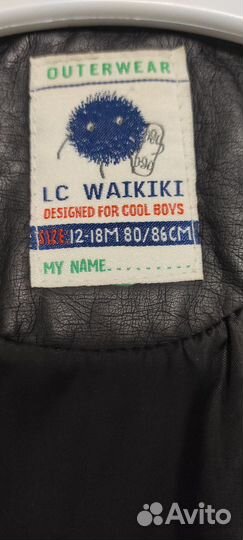 OUTERWEAR
LC WAIKIKI
DESIGNED FOR COOL BOYS
SIZE 12-18M 80/86CM
MY NAME..........
Avito